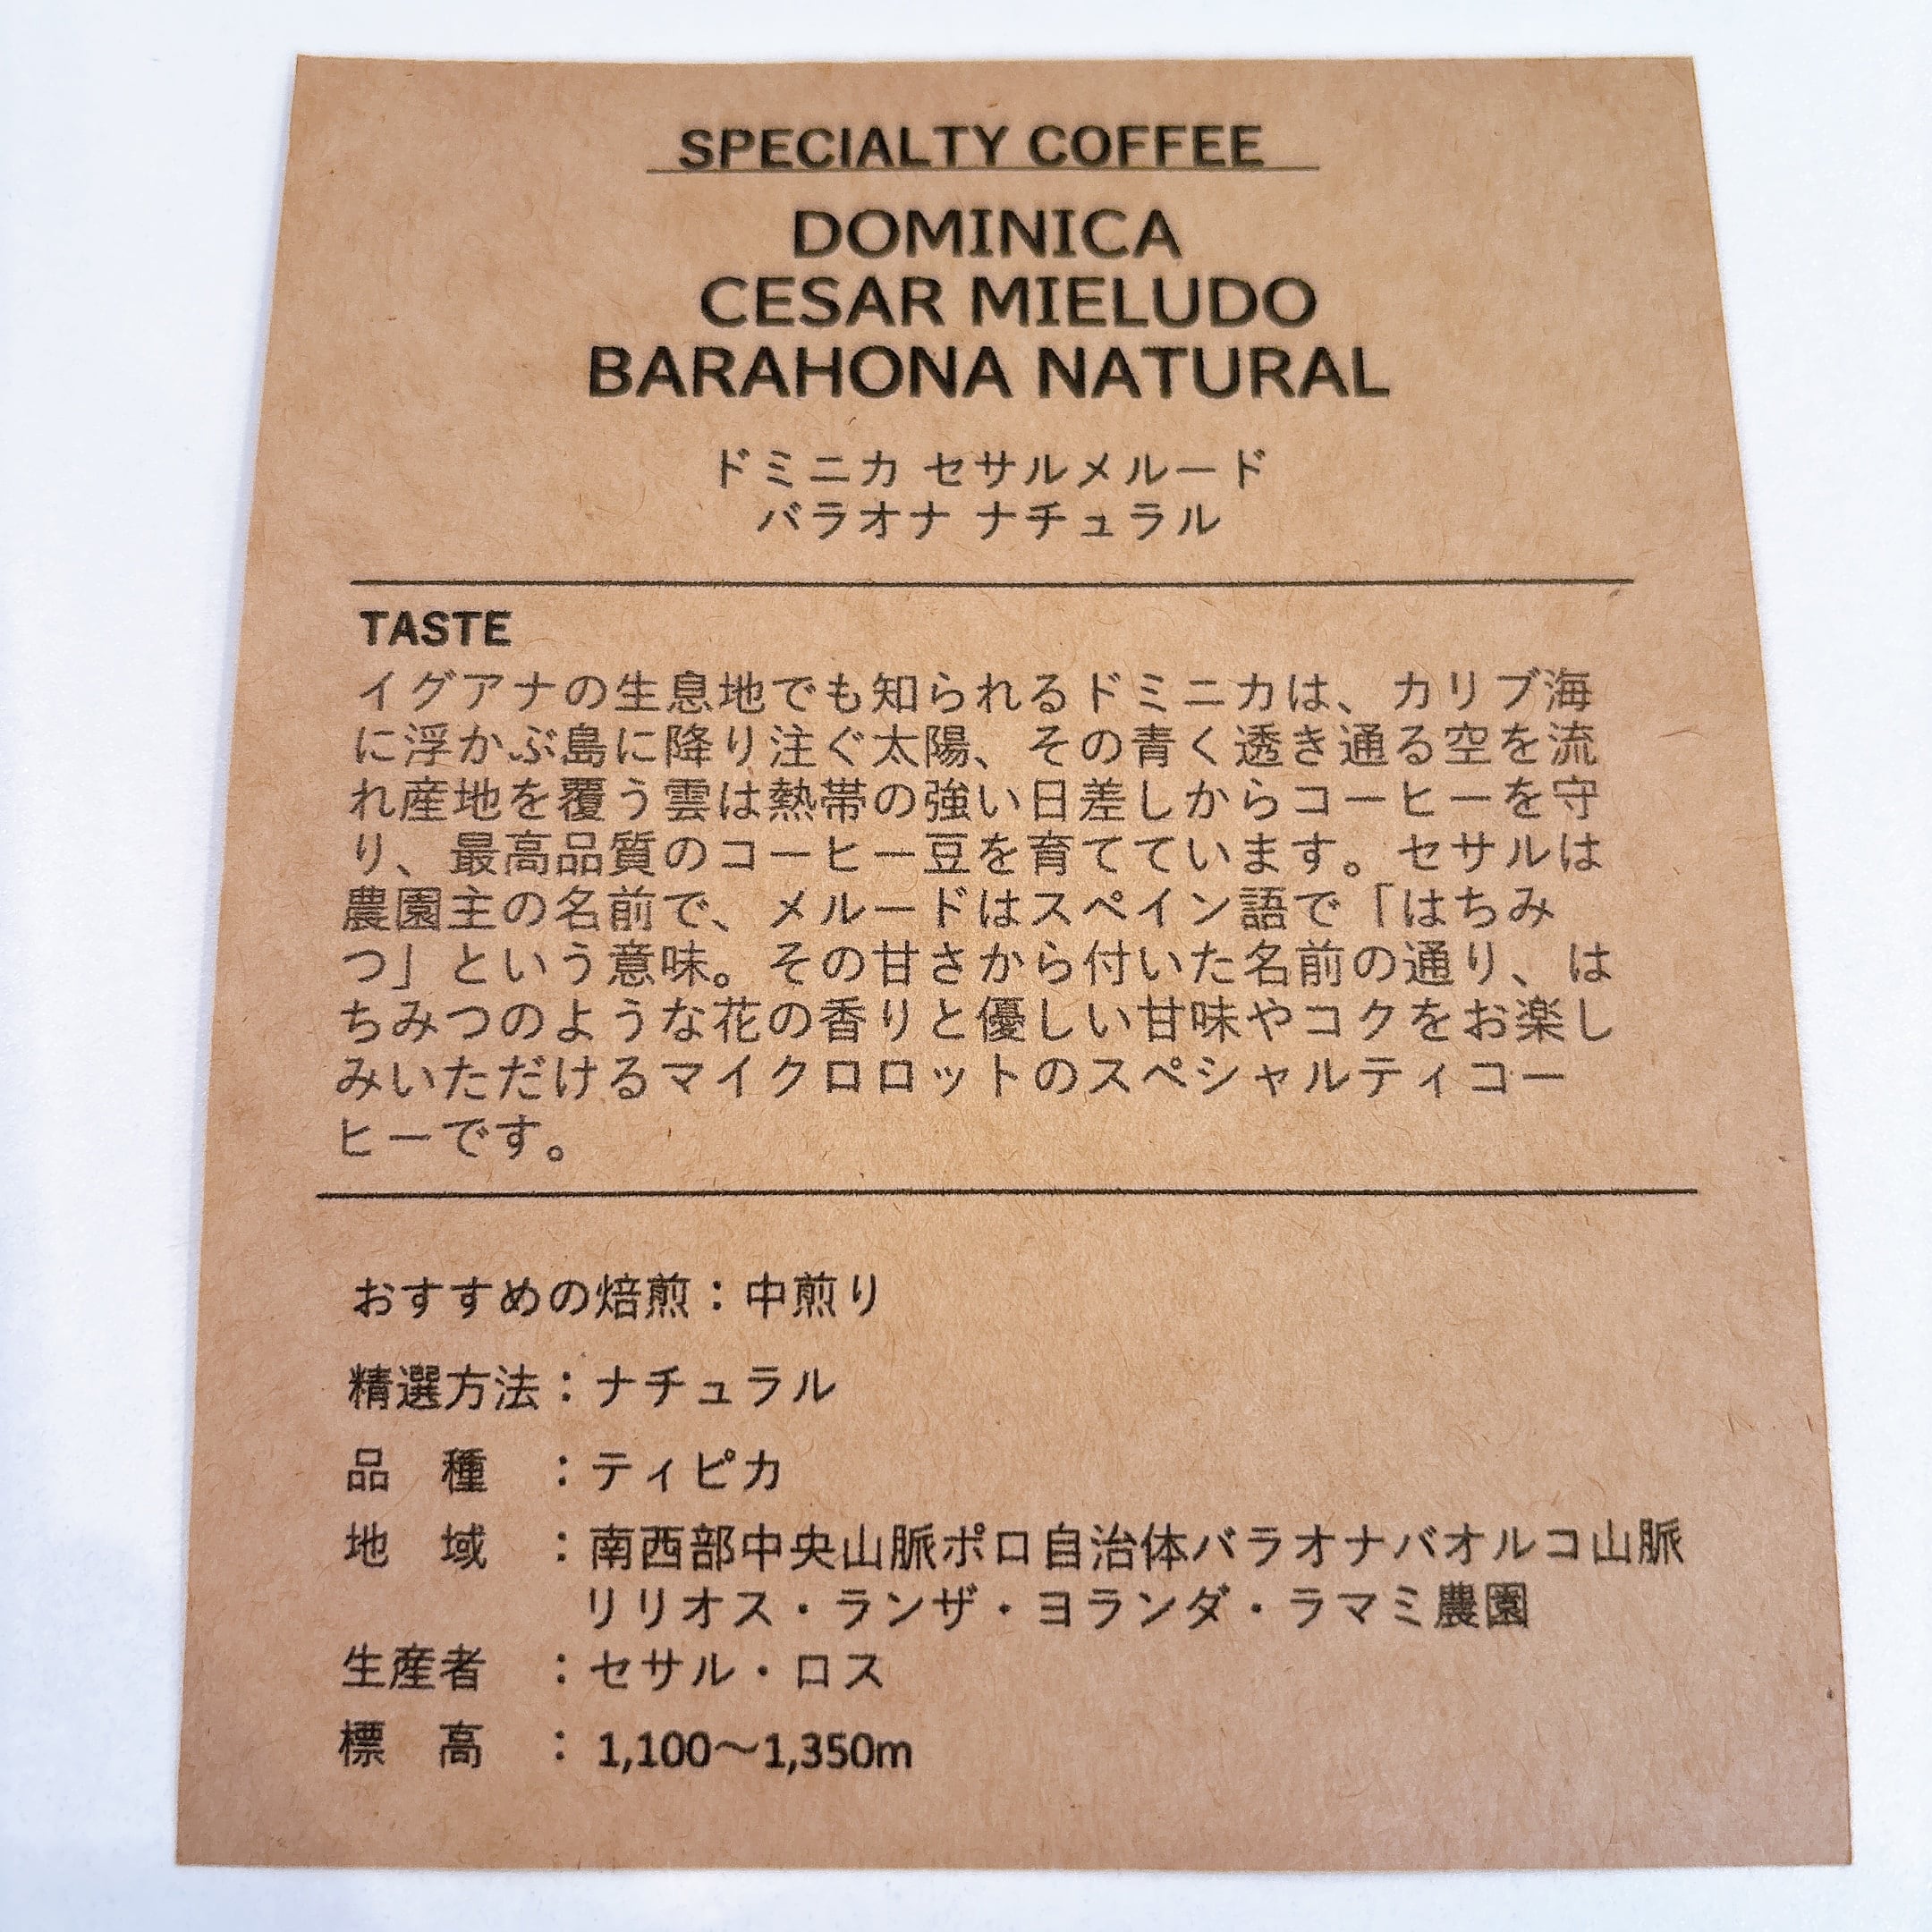 SPECIALTY COFFEE
DOMINICA
CESAR MIELUDO
BARAHONA NATURAL
ドミニカ セサルメルード
バラオナ ナチュラル
TASTE
イグアナの生息地でも知られるドミニカは、カリブ海
に浮かぶ島に降り注ぐ太陽、その青く透き通る空を流
れ産地を覆う雲は熱帯の強い日差しからコーヒーを守
り、最高品質のコーヒー豆を育てています。セサルは
農園主の名前で、メルードはスペイン語で「はちみ
つ」という意味。その甘さから付いた名前の通り、は
ちみつのような花の香りと優しい甘味やコクをお楽し
みいただけるマイクロロットのスペシャルティコー
ヒーです。
おすすめの焙煎：中煎り
精選方法：ナチュラル
品　種　：ティピカ
地　域　：南西部中央山脈ポロ自治体バラオナバオルコ山脈
リリオス・ランザ・ヨランダ・ラマミ農園
生産者　：セサル・ロス
標　高　：1,100～1,350m